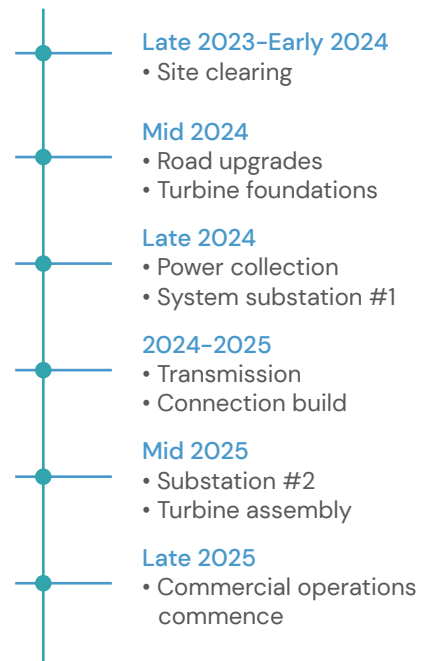 Late 2023–Early 2024
• Site clearing
Mid 2024
• Road upgrades
• Turbine foundations
Late 2024
• Power collection
• System substation #1
2024–2025
• Transmission
• Connection build
Mid 2025
• Substation #2
• Turbine assembly
Late 2025
• Commercial operations
commence